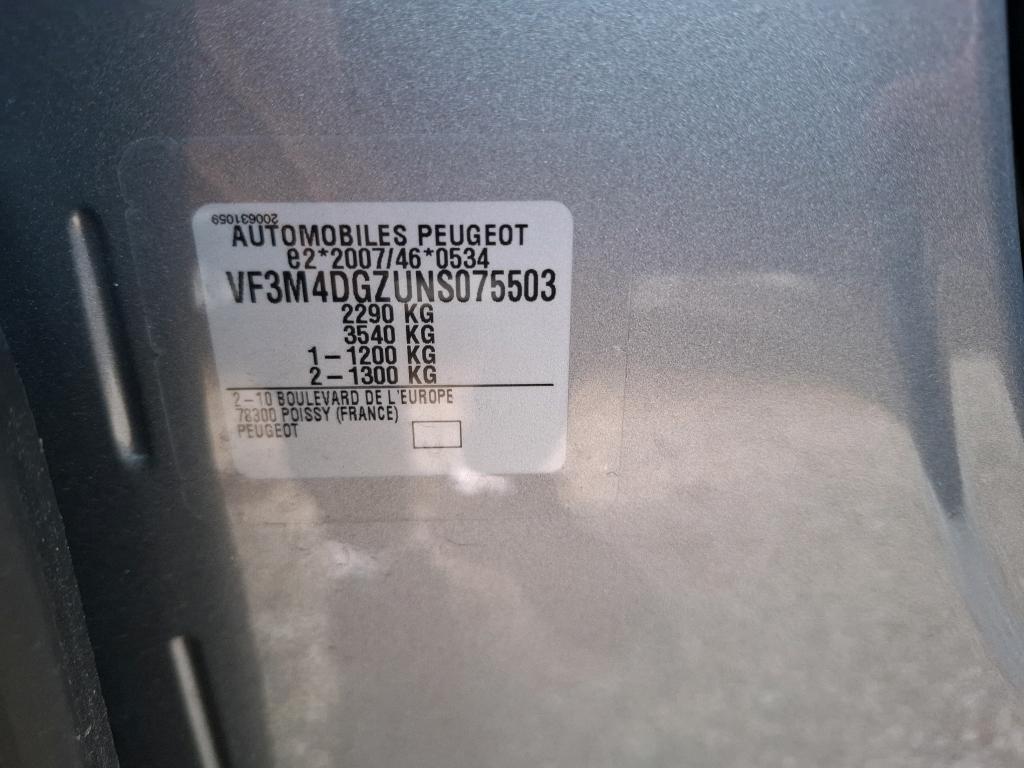 200631059
AUTOMOBILES PEUGEOT
e2*2007/46*0534
VF3M4DGZUNS075503
2290 KG
3540 KG
1-1200 KG
2-1300 KG
2-10 BOULEVARD DE L'EUROPE
78300 POISSY (FRANCE)
PEUGEOT